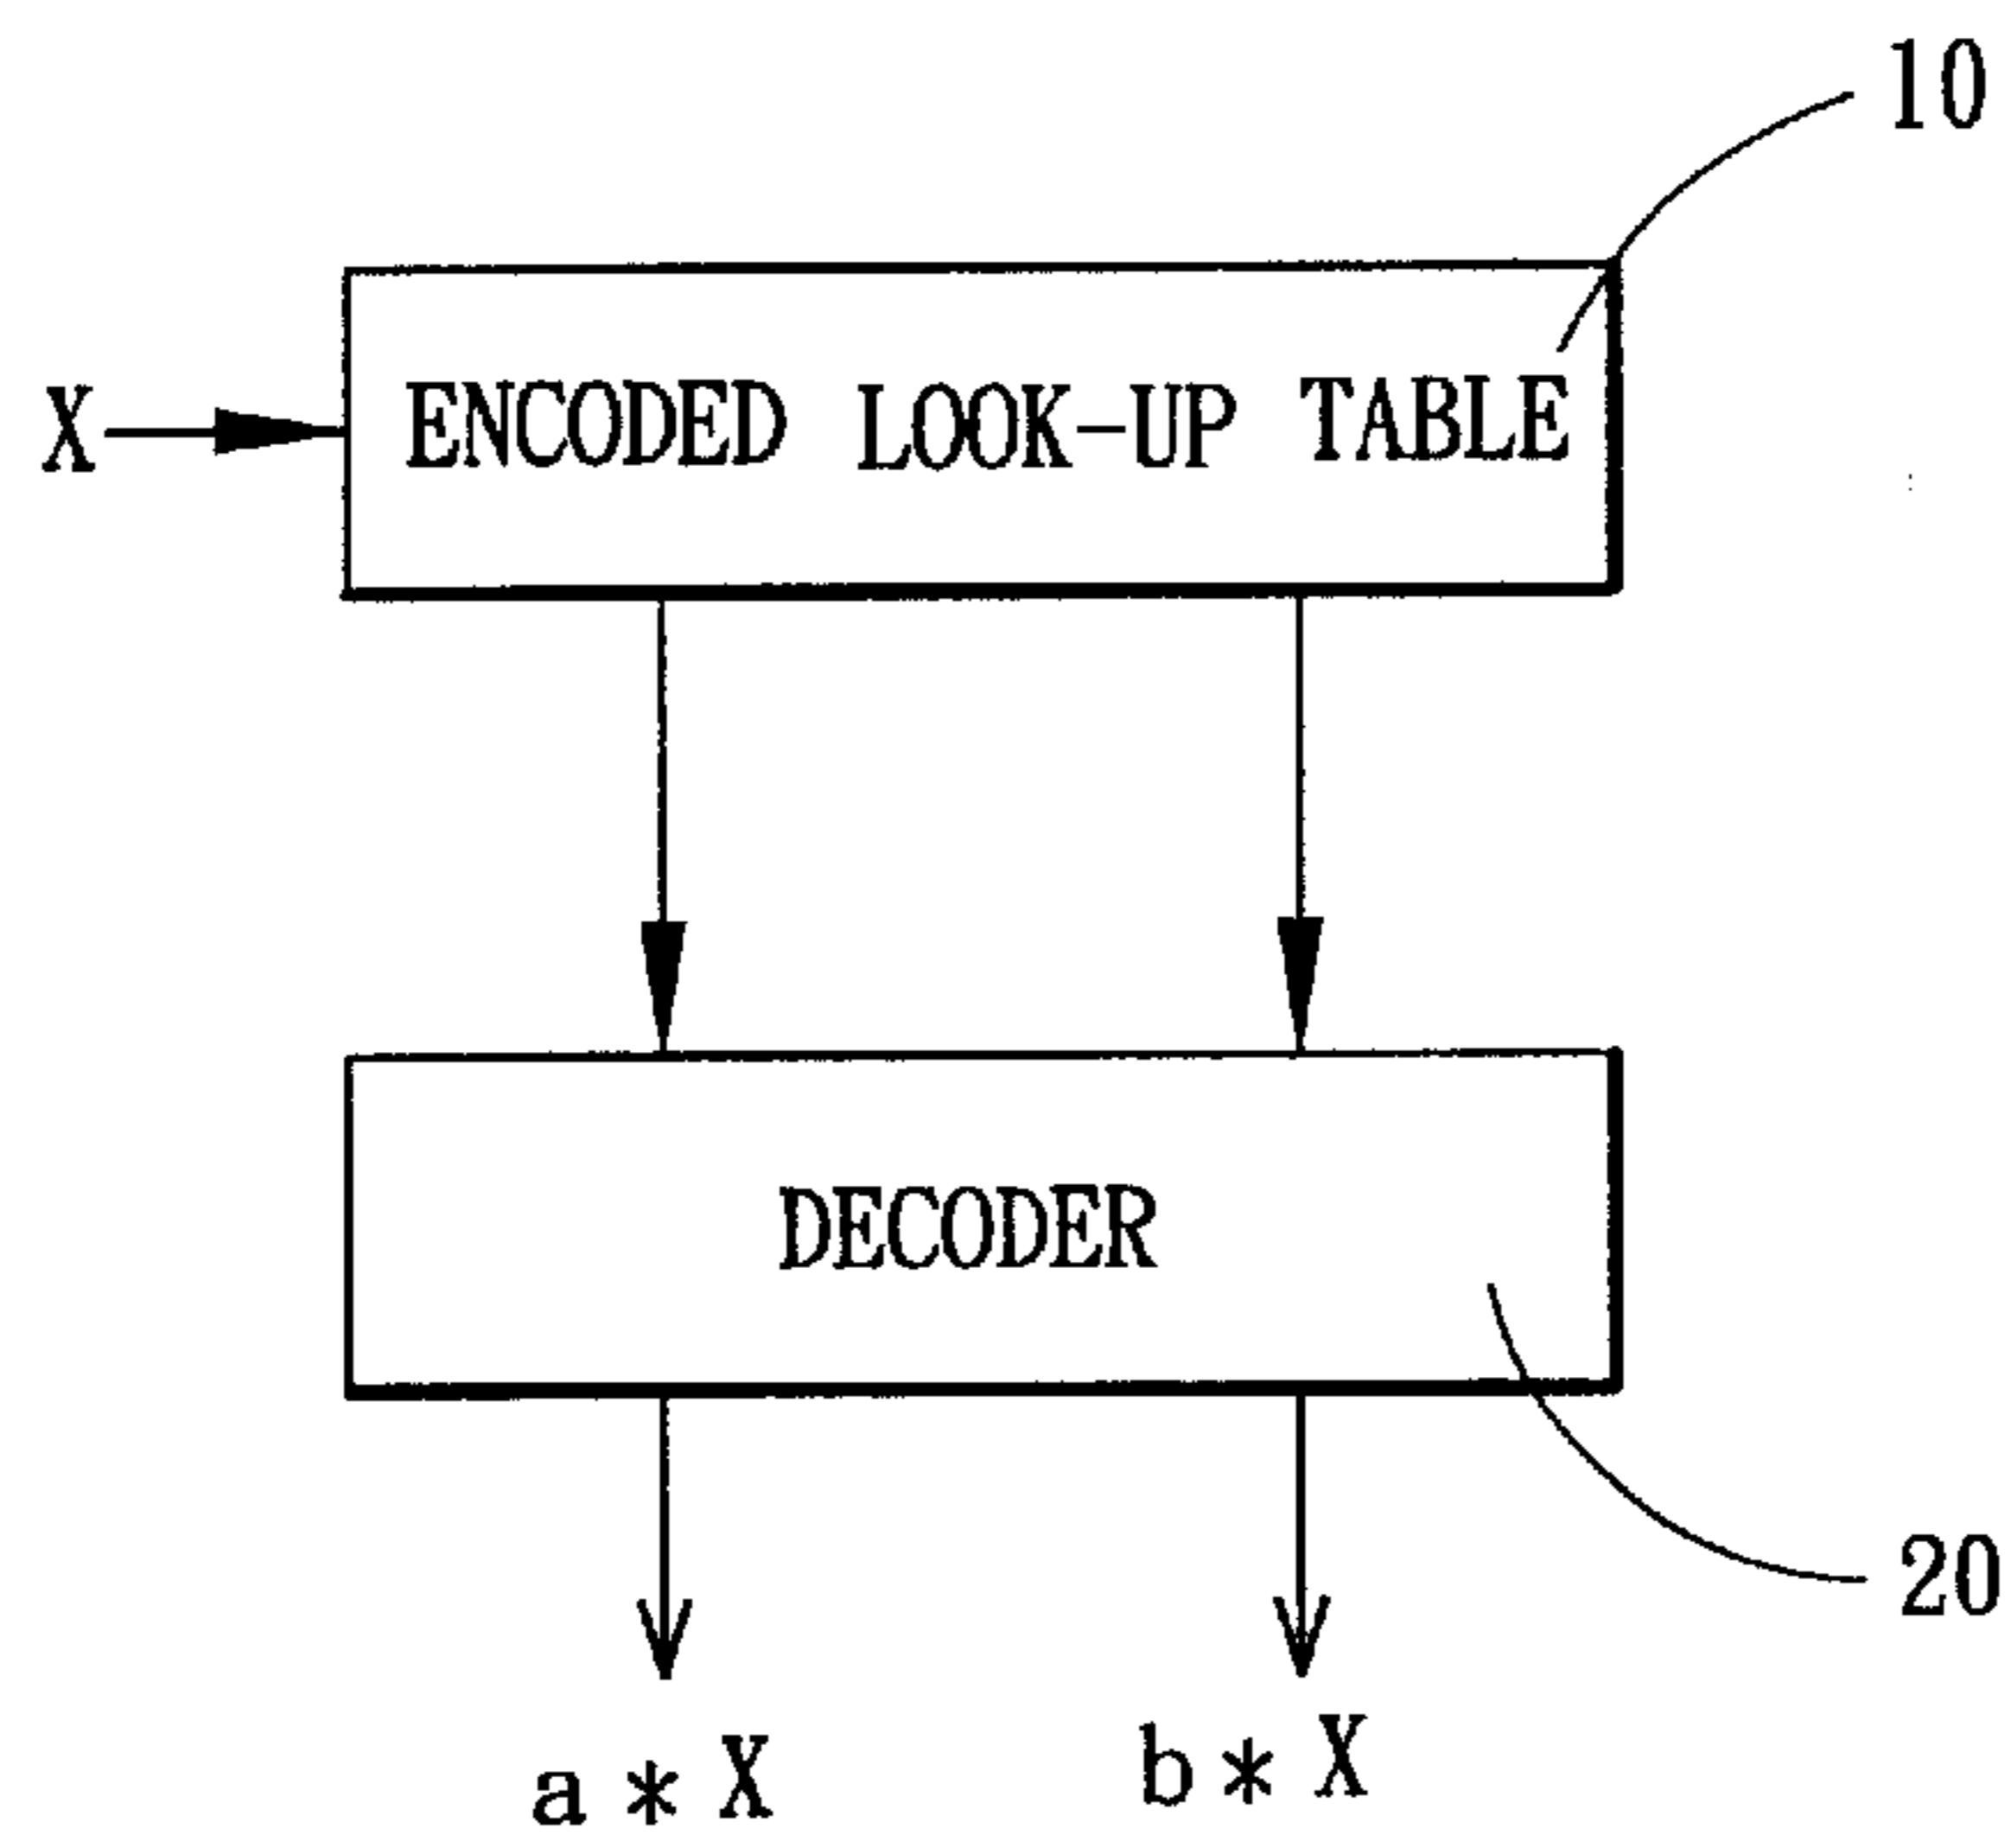 10
X
ENCODED LOOK-UP TABLE
DECODER
20
a * X
b * X